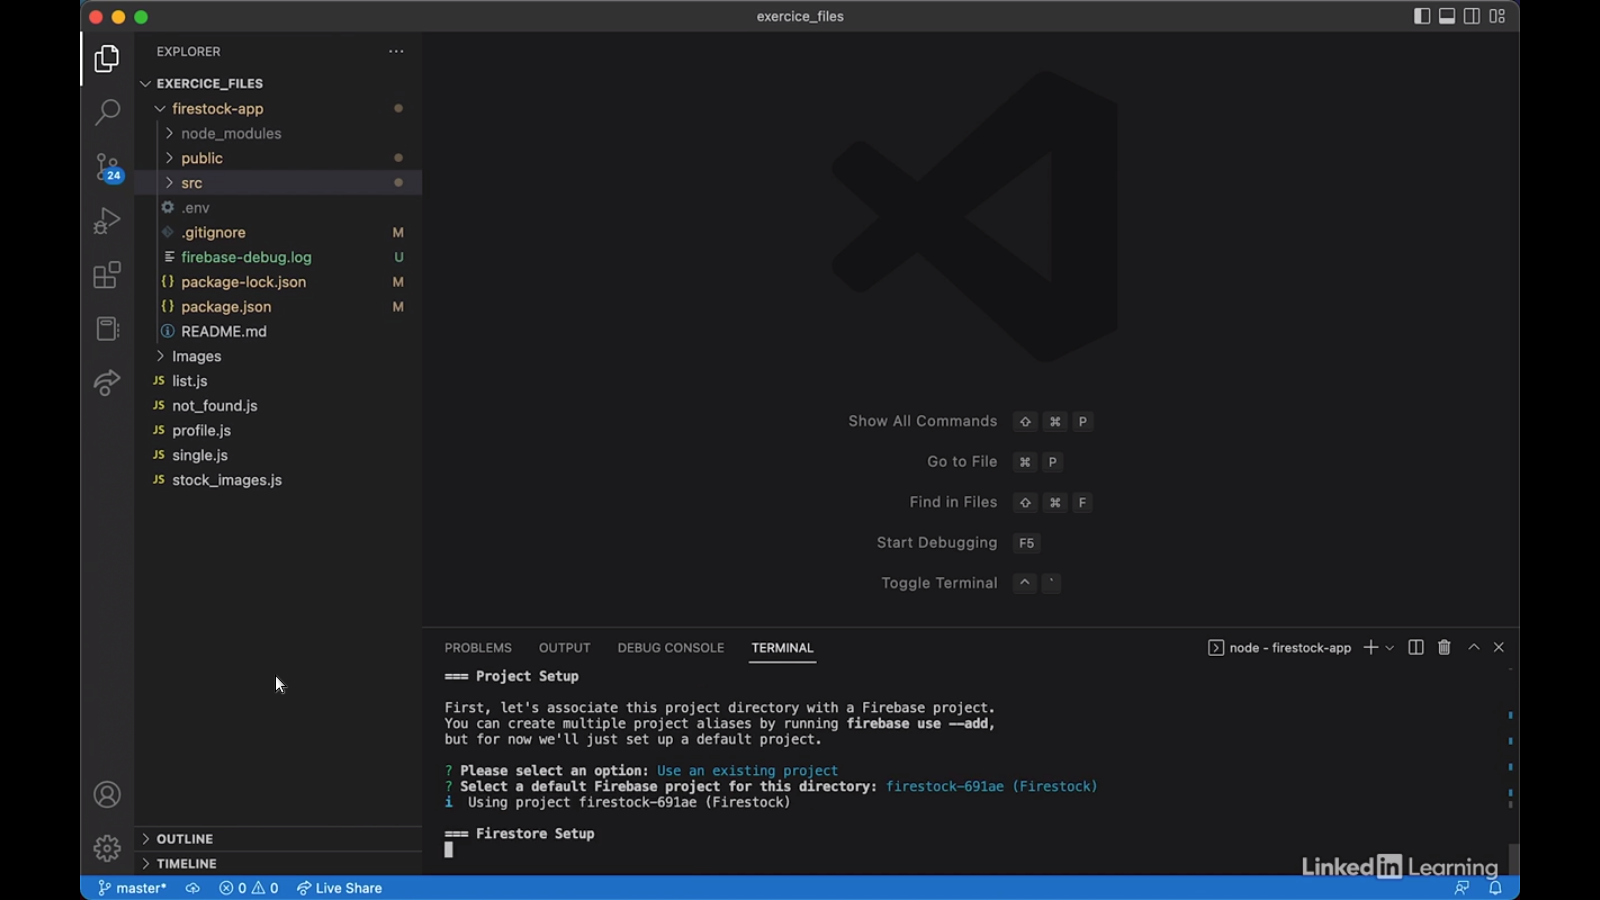 exercice_files
EXPLORER
EXERCICE_FILES
firestock-app
node_modules
public
src
.env
.gitignore M
firebase-debug.log U
package-lock.json M
package.json M
README.md
Images
JS list.js
JS not_found.js
JS profile.js
JS single.js
JS stock_images.js
24
OUTLINE
TIMELINE
Show All Commands ⇧ ⌘ P
Go to File ⌘ P
Find in Files ⇧ ⌘ F
Start Debugging F5
Toggle Terminal ^ `
PROBLEMS OUTPUT DEBUG CONSOLE TERMINAL
node - firestock-app
=== Project Setup
First, let's associate this project directory with a Firebase project.
You can create multiple project aliases by running firebase use --add,
but for now we'll just set up a default project.
? Please select an option: Use an existing project
? Select a default Firebase project for this directory: firestock-691ae (Firestock)
i Using project firestock-691ae (Firestock)
=== Firestore Setup
LinkedIn Learning
master* 0 0 Live Share